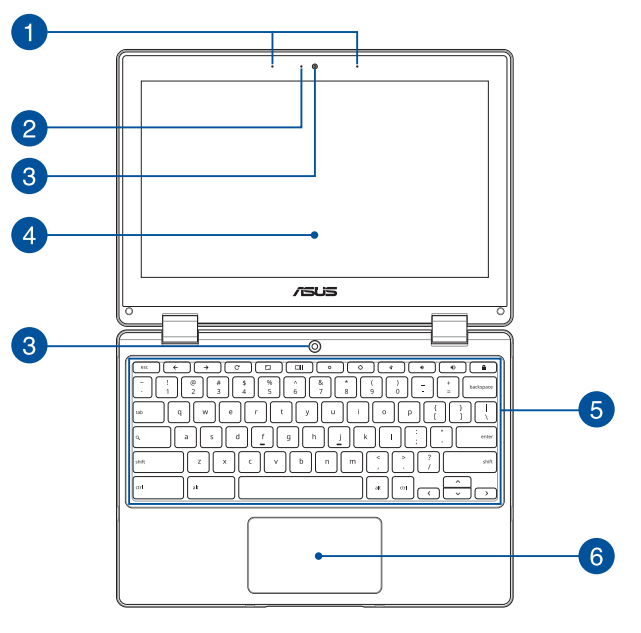 1
2
3
4
ASUS
3
esc
~ ! @ # $ % ^ & * ( ) _ +
1 2 3 4 5 6 7 8 9 0 - = backspace
tab q w e r t y u i o p { } |
[ ] \
5
a s d f g h j k l : " enter
; '
shift z x c v b n m < > ? shift
, . /
ctrl alt alt ctrl
6